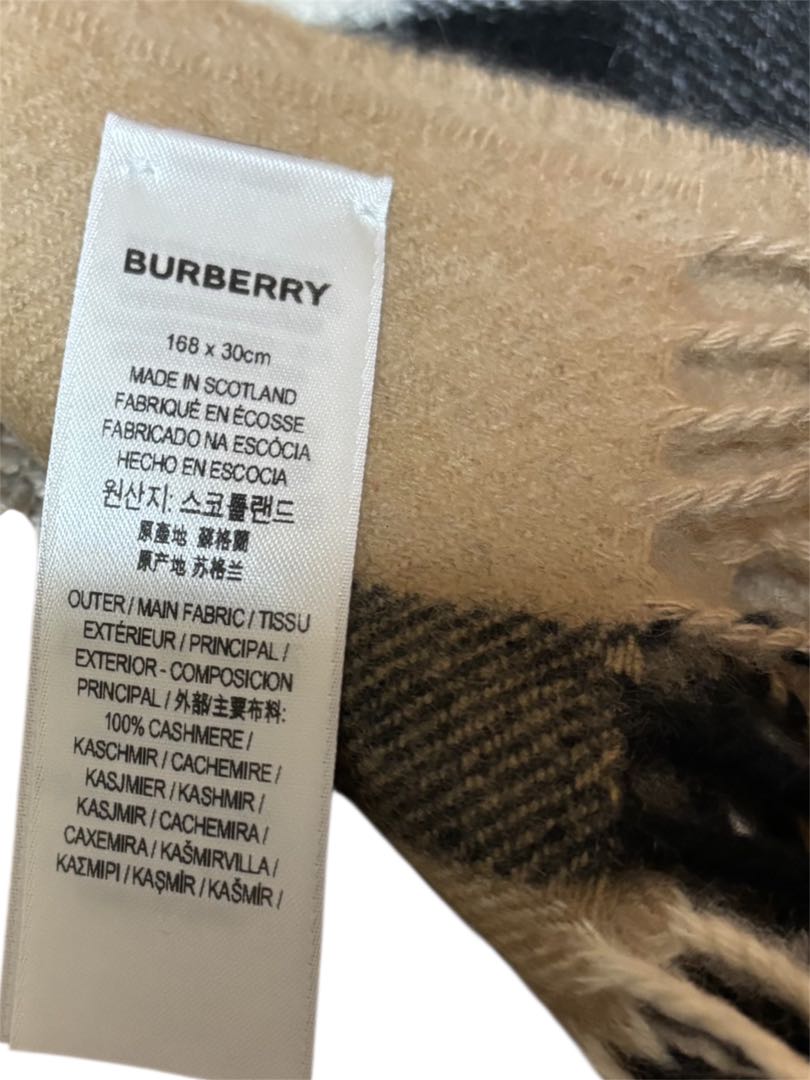 BURBERRY
168 x 30cm
MADE IN SCOTLAND
FABRIQUÉ EN ÉCOSSE
FABRICADO NA ESCÓCIA
HECHO EN ESCOCIA
원산지: 스코틀랜드
原產地 蘇格蘭
原产地 苏格兰
OUTER / MAIN FABRIC / TISSU
EXTÉRIEUR / PRINCIPAL /
EXTERIOR - COMPOSICION
PRINCIPAL / 外部/主要布料:
100% CASHMERE /
KASCHMIR / CACHEMIRE /
KASJMIER / KASHMIR /
KASJMIR / CACHEMIRA /
CAXEMIRA / KAŠMIRVILLA /
ΚΑΣΜΙΡΙ / KAŞMİR / KAŠMÍR /